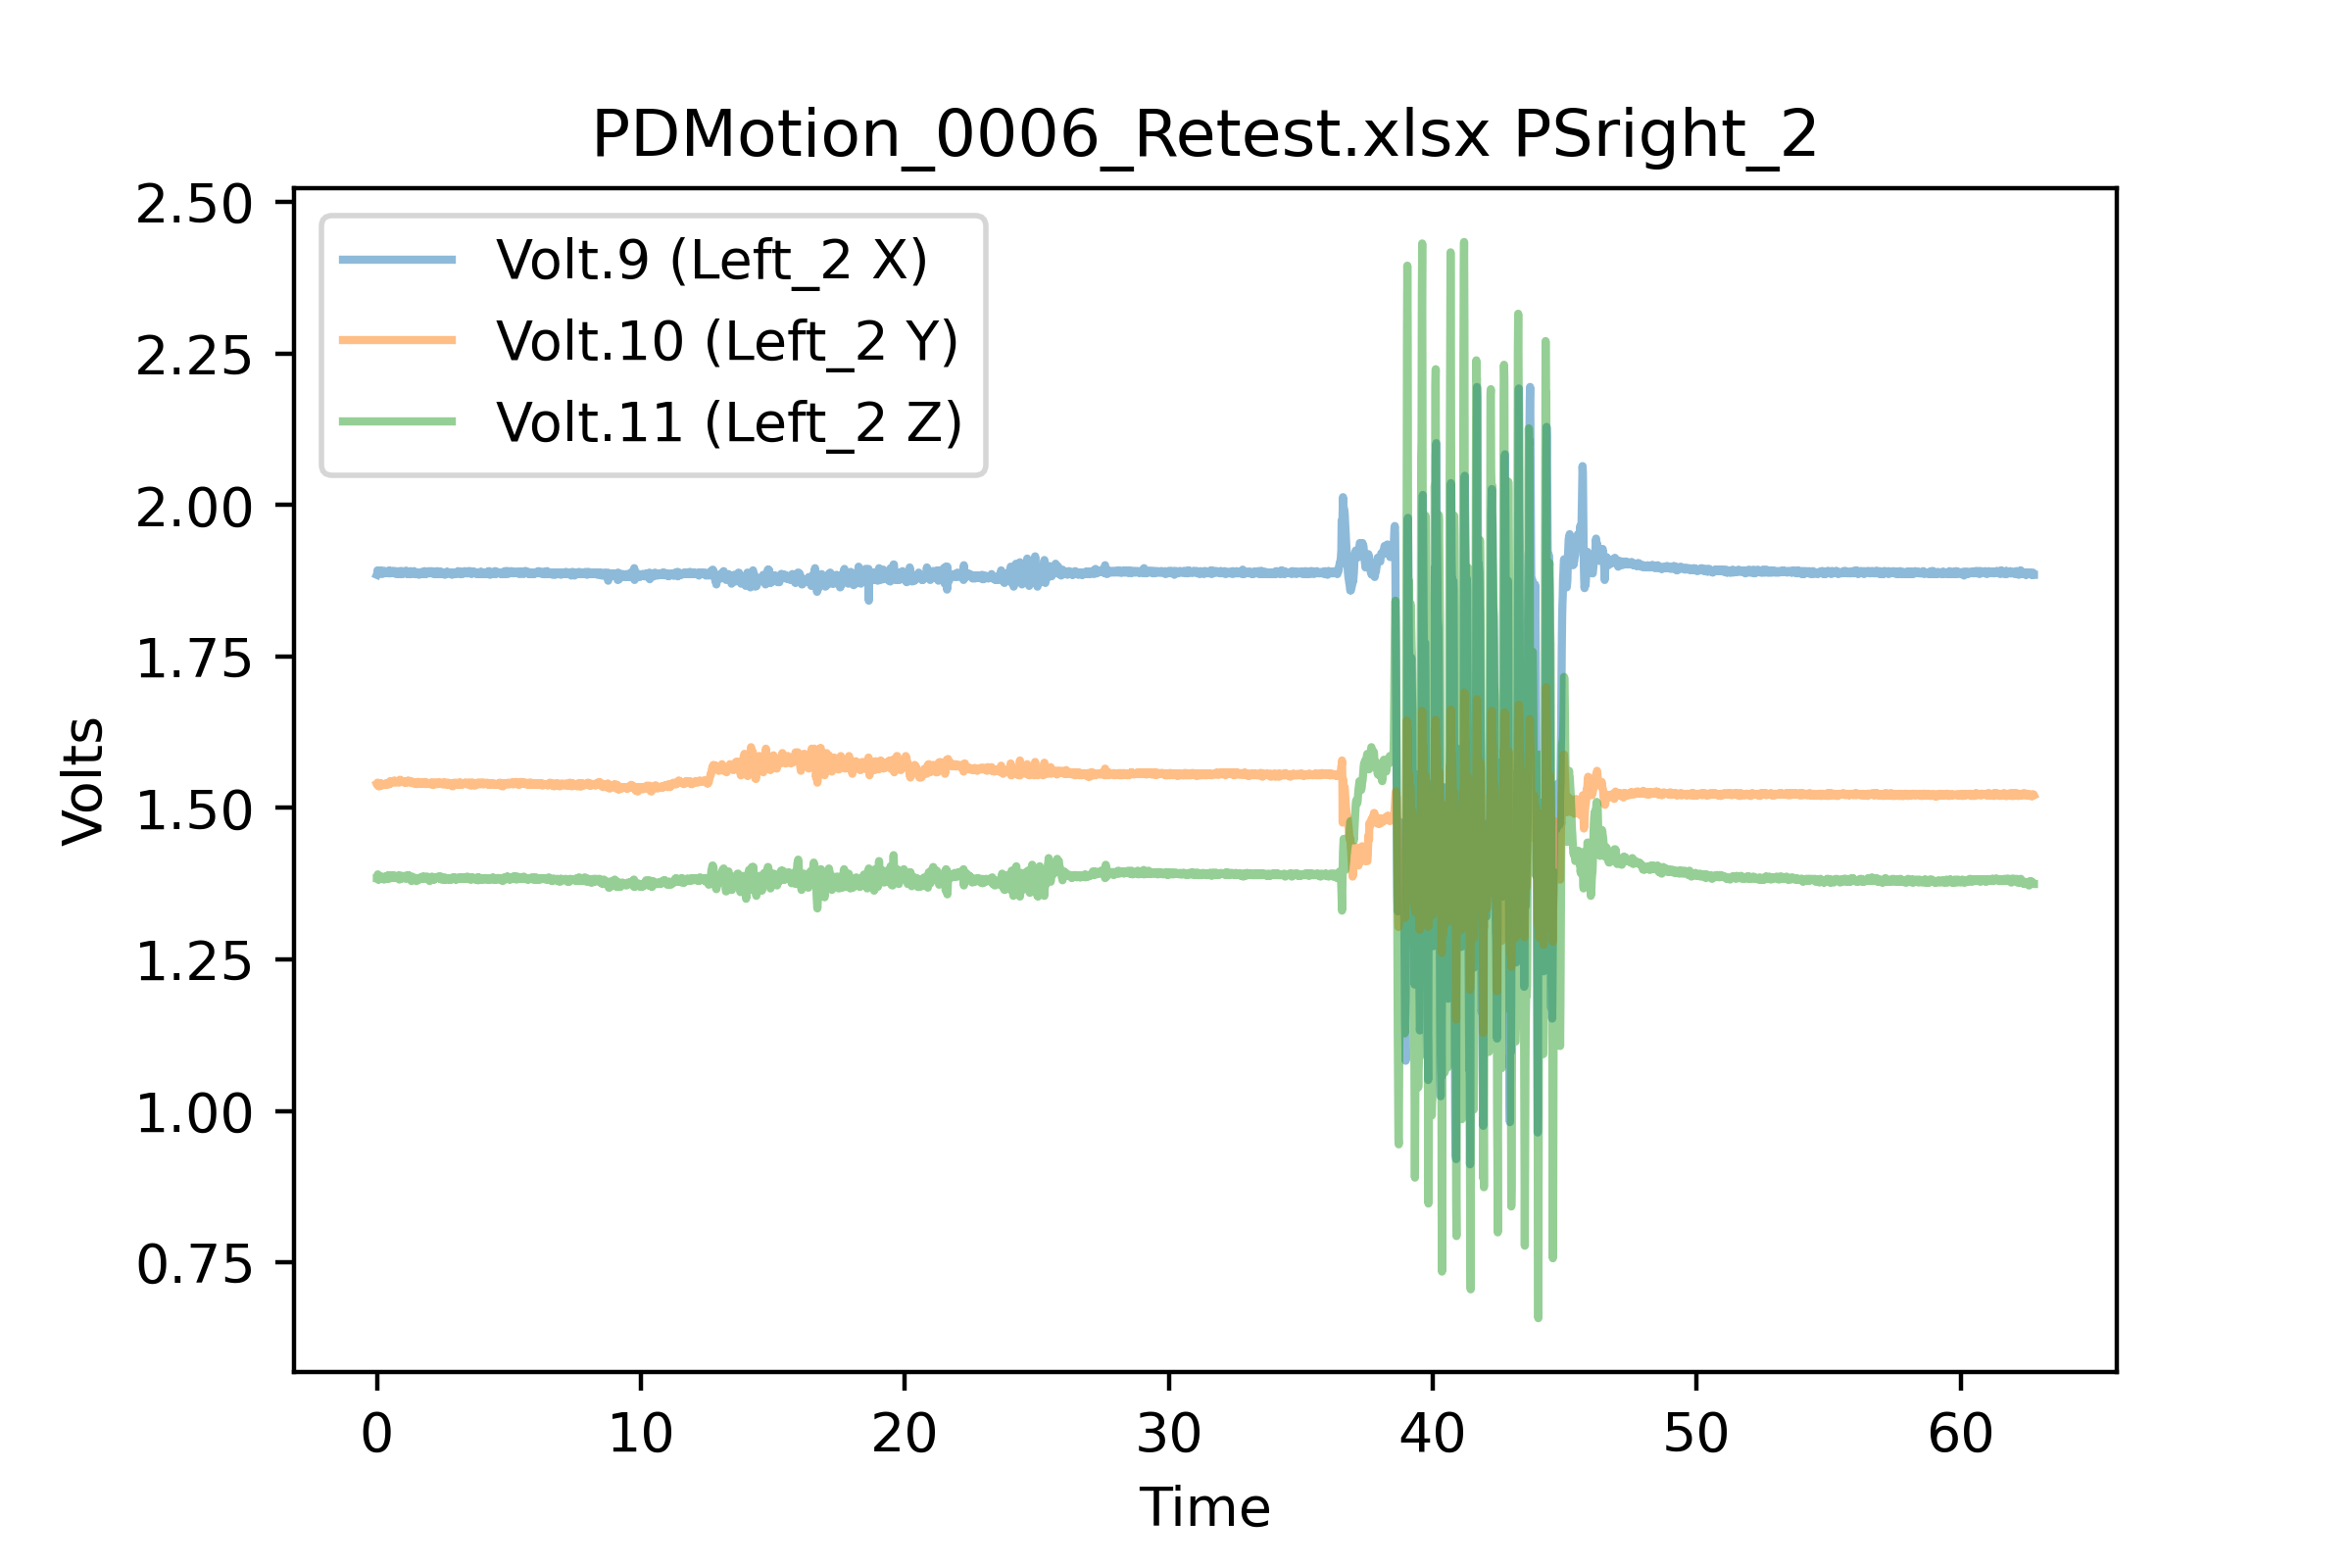 PDMotion_0006_Retest.xlsx PSright_2
2.50
2.25
2.00
1.75
1.50
1.25
1.00
0.75
Volts
Volt.9 (Left_2 X)
Volt.10 (Left_2 Y)
Volt.11 (Left_2 Z)
0 10 20 30 40 50 60
Time